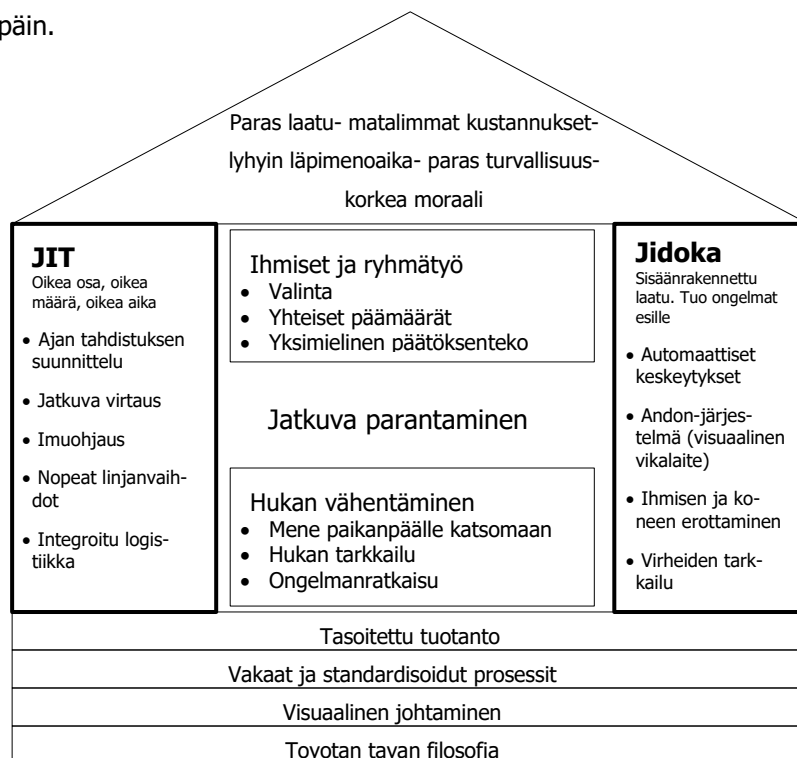 päin.
Paras laatu- matalimmat kustannukset-
lyhyin läpimenoaika- paras turvallisuus-
korkea moraali
JIT
Oikea osa, oikea
määrä, oikea aika
• Ajan tahdistuksen
suunnittelu
• Jatkuva virtaus
• Imuohjaus
• Nopeat linjanvaih-
dot
• Integroitu logis-
tiikka
Ihmiset ja ryhmätyö
• Valinta
• Yhteiset päämäärät
• Yksimielinen päätöksenteko
Jatkuva parantaminen
Hukan vähentäminen
• Mene paikanpäälle katsomaan
• Hukan tarkkailu
• Ongelmanratkaisu
Jidoka
Sisäänrakennettu
laatu. Tuo ongelmat
esille
• Automaattiset
keskeytykset
• Andon-järjes-
telmä (visuaalinen
vikalaite)
• Ihmisen ja ko-
neen erottaminen
• Virheiden tark-
kailu
Tasoitettu tuotanto
Vakaat ja standardisoidut prosessit
Visuaalinen johtaminen
Toyotan tavan filosofia